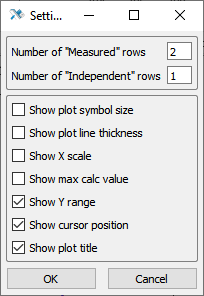 Setti...
Number of "Measured" rows 2
Number of "Independent" rows 1
Show plot symbol size
Show plot line thickness
Show X scale
Show max calc value
Show Y range
Show cursor position
Show plot title
OK Cancel